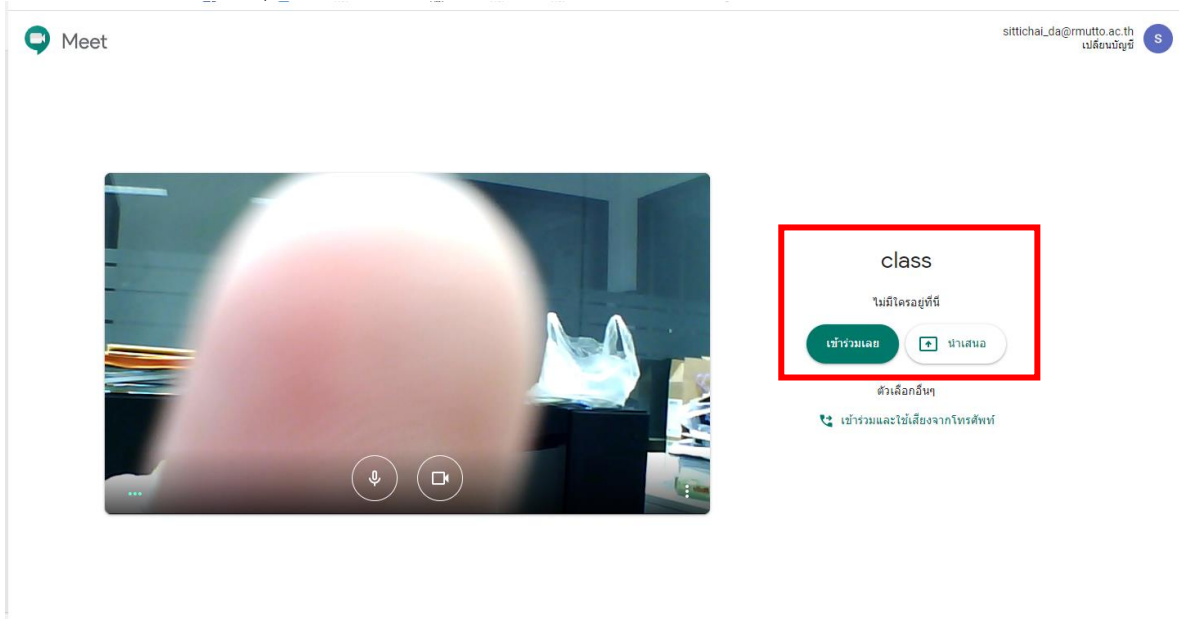 Meet
sittichai_da@rmutto.ac.th
เปลี่ยนบัญชี
S
class
ไม่มีใครอยู่ที่นี่
เข้าร่วมเลย
นำเสนอ
ตัวเลือกอื่นๆ
เข้าร่วมและใช้เสียงจากโทรศัพท์